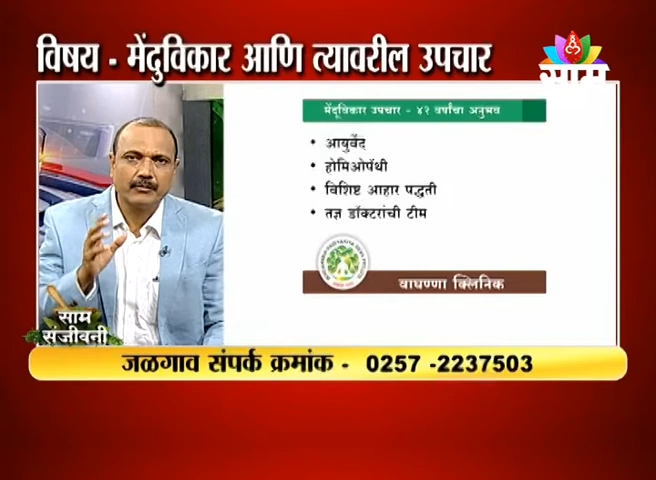 विषय - मेंदुविकार आणि त्यावरील उपचार
साम
मेंदूविकार उपचार - ४२ वर्षांचा अनुभव
• आयुर्वेद
• होमिओपॅथी
• विशिष्ट आहार पद्धती
• तज्ञ डॉक्टरांची टीम
वाघण्णा क्लिनिक
साम
संजीवनी
जळगाव संपर्क क्रमांक - 0257 -2237503